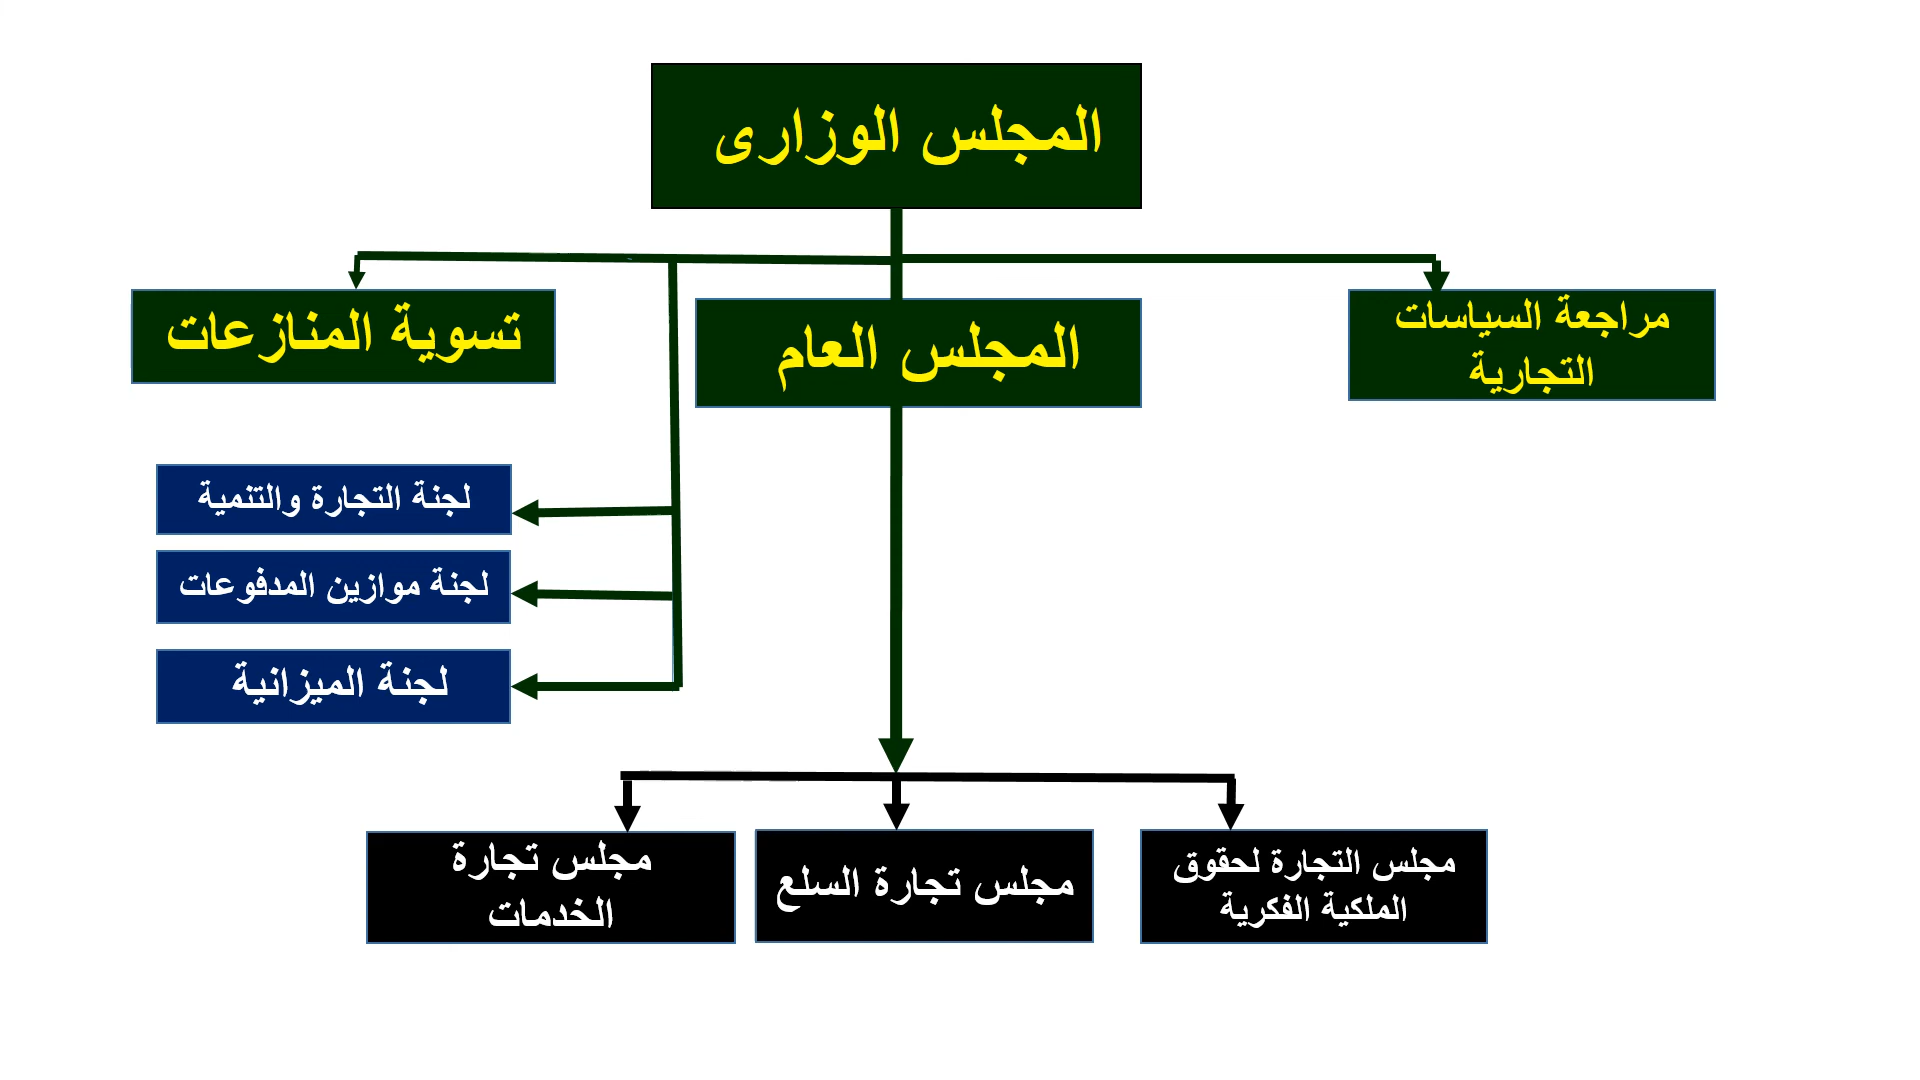 المجلس الوزارى
مراجعة السياسات
التجارية
المجلس العام
تسوية المنازعات
لجنة التجارة والتنمية
لجنة موازين المدفوعات
لجنة الميزانية
مجلس التجارة لحقوق
الملكية الفكرية
مجلس تجارة السلع
مجلس تجارة
الخدمات